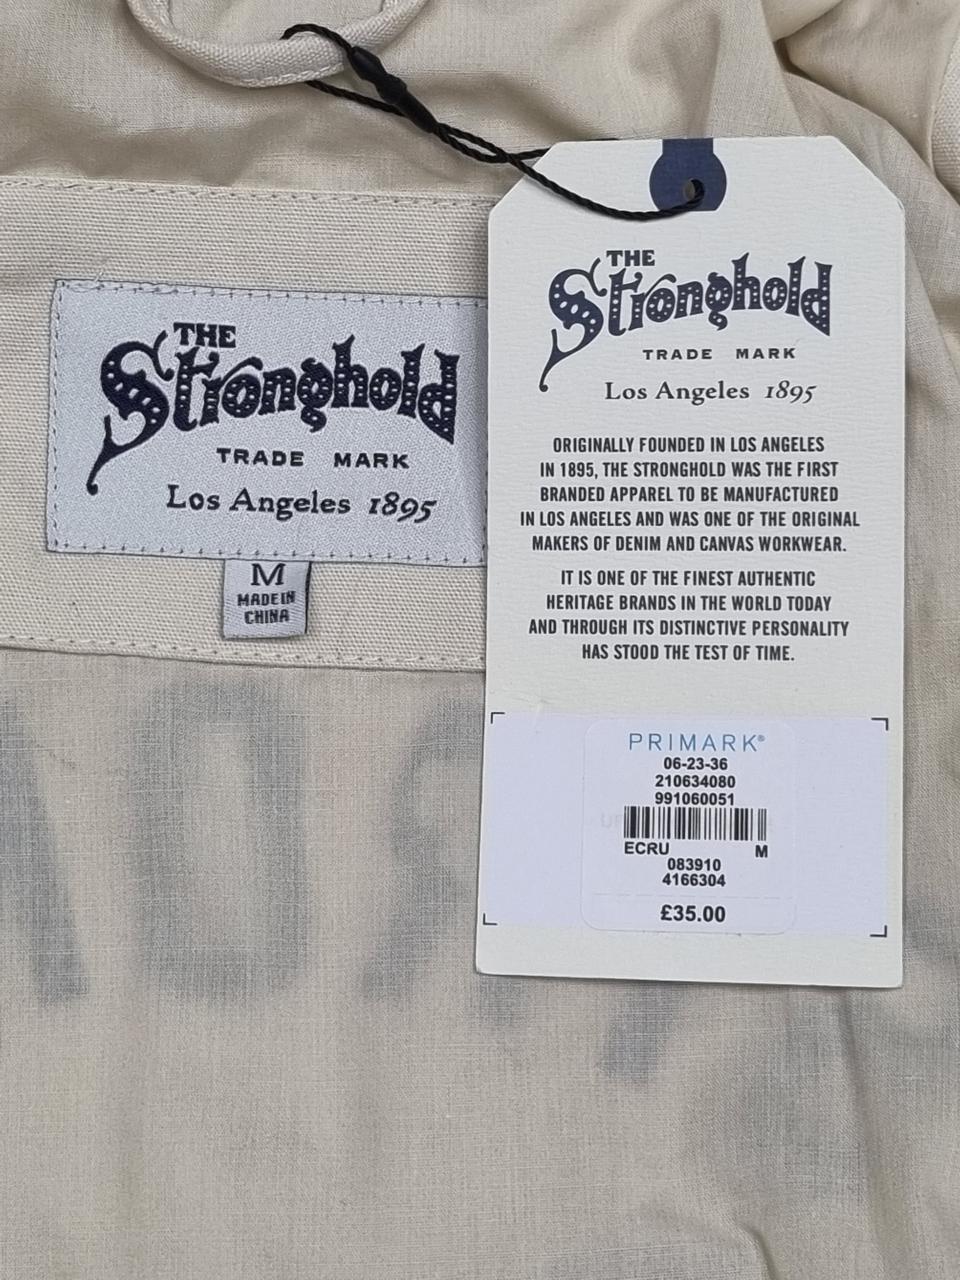 THE
Stronghold
TRADE MARK
Los Angeles 1895
M
MADE IN
CHINA
THE
Stronghold
TRADE MARK
Los Angeles 1895
ORIGINALLY FOUNDED IN LOS ANGELES
IN 1895, THE STRONGHOLD WAS THE FIRST
BRANDED APPAREL TO BE MANUFACTURED
IN LOS ANGELES AND WAS ONE OF THE ORIGINAL
MAKERS OF DENIM AND CANVAS WORKWEAR.
IT IS ONE OF THE FINEST AUTHENTIC
HERITAGE BRANDS IN THE WORLD TODAY
AND THROUGH ITS DISTINCTIVE PERSONALITY
HAS STOOD THE TEST OF TIME.
PRIMARK®
06-23-36
210634080
991060051
ECRU M
083910
4166304
£35.00